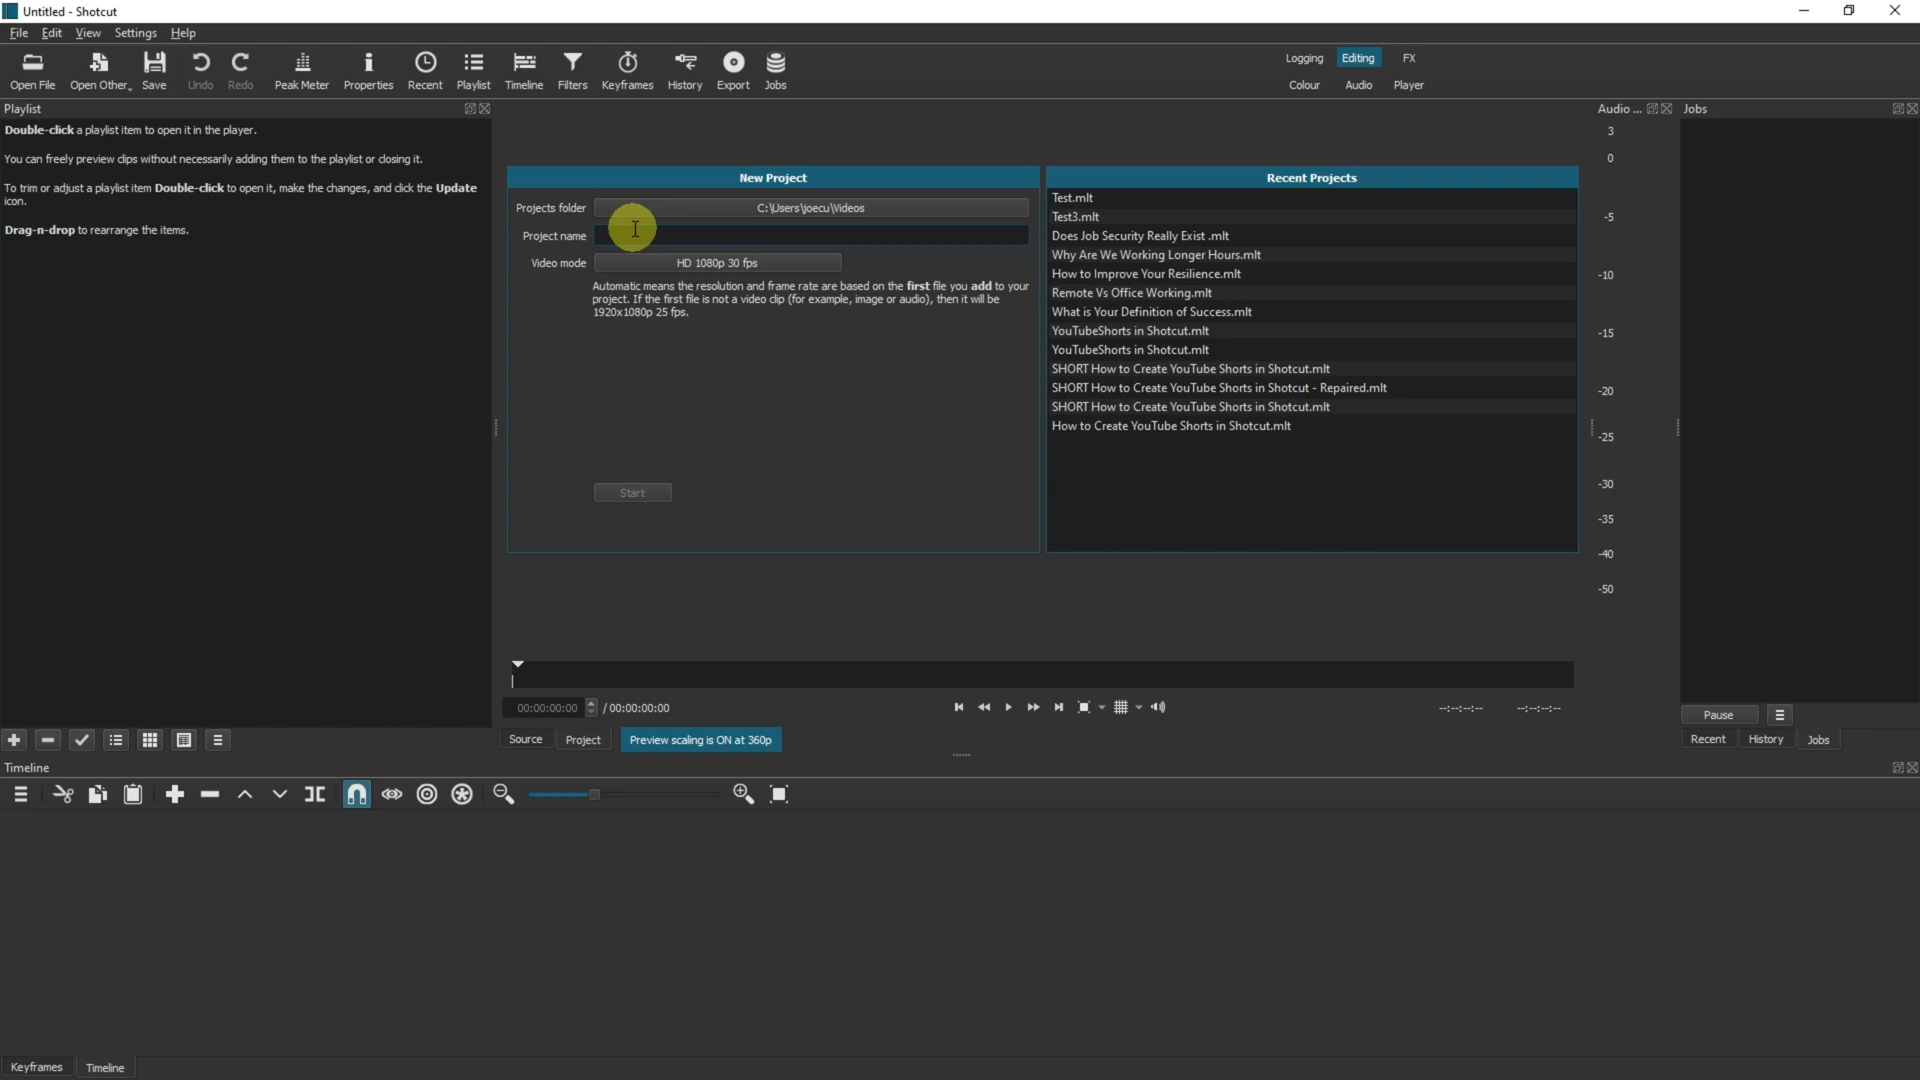 Untitled - Shotcut
File Edit View Settings Help
Open File Open Other Save Undo Redo Peak Meter Properties Recent Playlist Timeline Filters Keyframes History Export Jobs
Logging Editing FX
Colour Audio Player
Playlist
Double-click a playlist item to open it in the player.
You can freely preview clips without necessarily adding them to the playlist or closing it.
To trim or adjust a playlist item Double-click to open it, make the changes, and click the Update
icon.
Drag-n-drop to rearrange the items.
New Project
Projects folder C:\Users\joecu\Videos
Project name
Video mode HD 1080p 30 fps
Automatic means the resolution and frame rate are based on the first file you add to your
project. If the first file is not a video clip (for example, image or audio), then it will be
1920x1080p 25 fps.
Start
Recent Projects
Test.mlt
Test3.mlt
Does Job Security Really Exist .mlt
Why Are We Working Longer Hours.mlt
How to Improve Your Resilience.mlt
Remote Vs Office Working.mlt
What is Your Definition of Success.mlt
YouTubeShorts in Shotcut.mlt
YouTubeShorts in Shotcut.mlt
SHORT How to Create YouTube Shorts in Shotcut.mlt
SHORT How to Create YouTube Shorts in Shotcut - Repaired.mlt
SHORT How to Create YouTube Shorts in Shotcut.mlt
How to Create YouTube Shorts in Shotcut.mlt
Audio ...
3
0
-5
-10
-15
-20
-25
-30
-35
-40
-50
Jobs
00:00:00:00 / 00:00:00:00
--:--:--:-- --:--:--:--
Source Project Preview scaling is ON at 360p
Pause
Recent History Jobs
Timeline
Keyframes Timeline